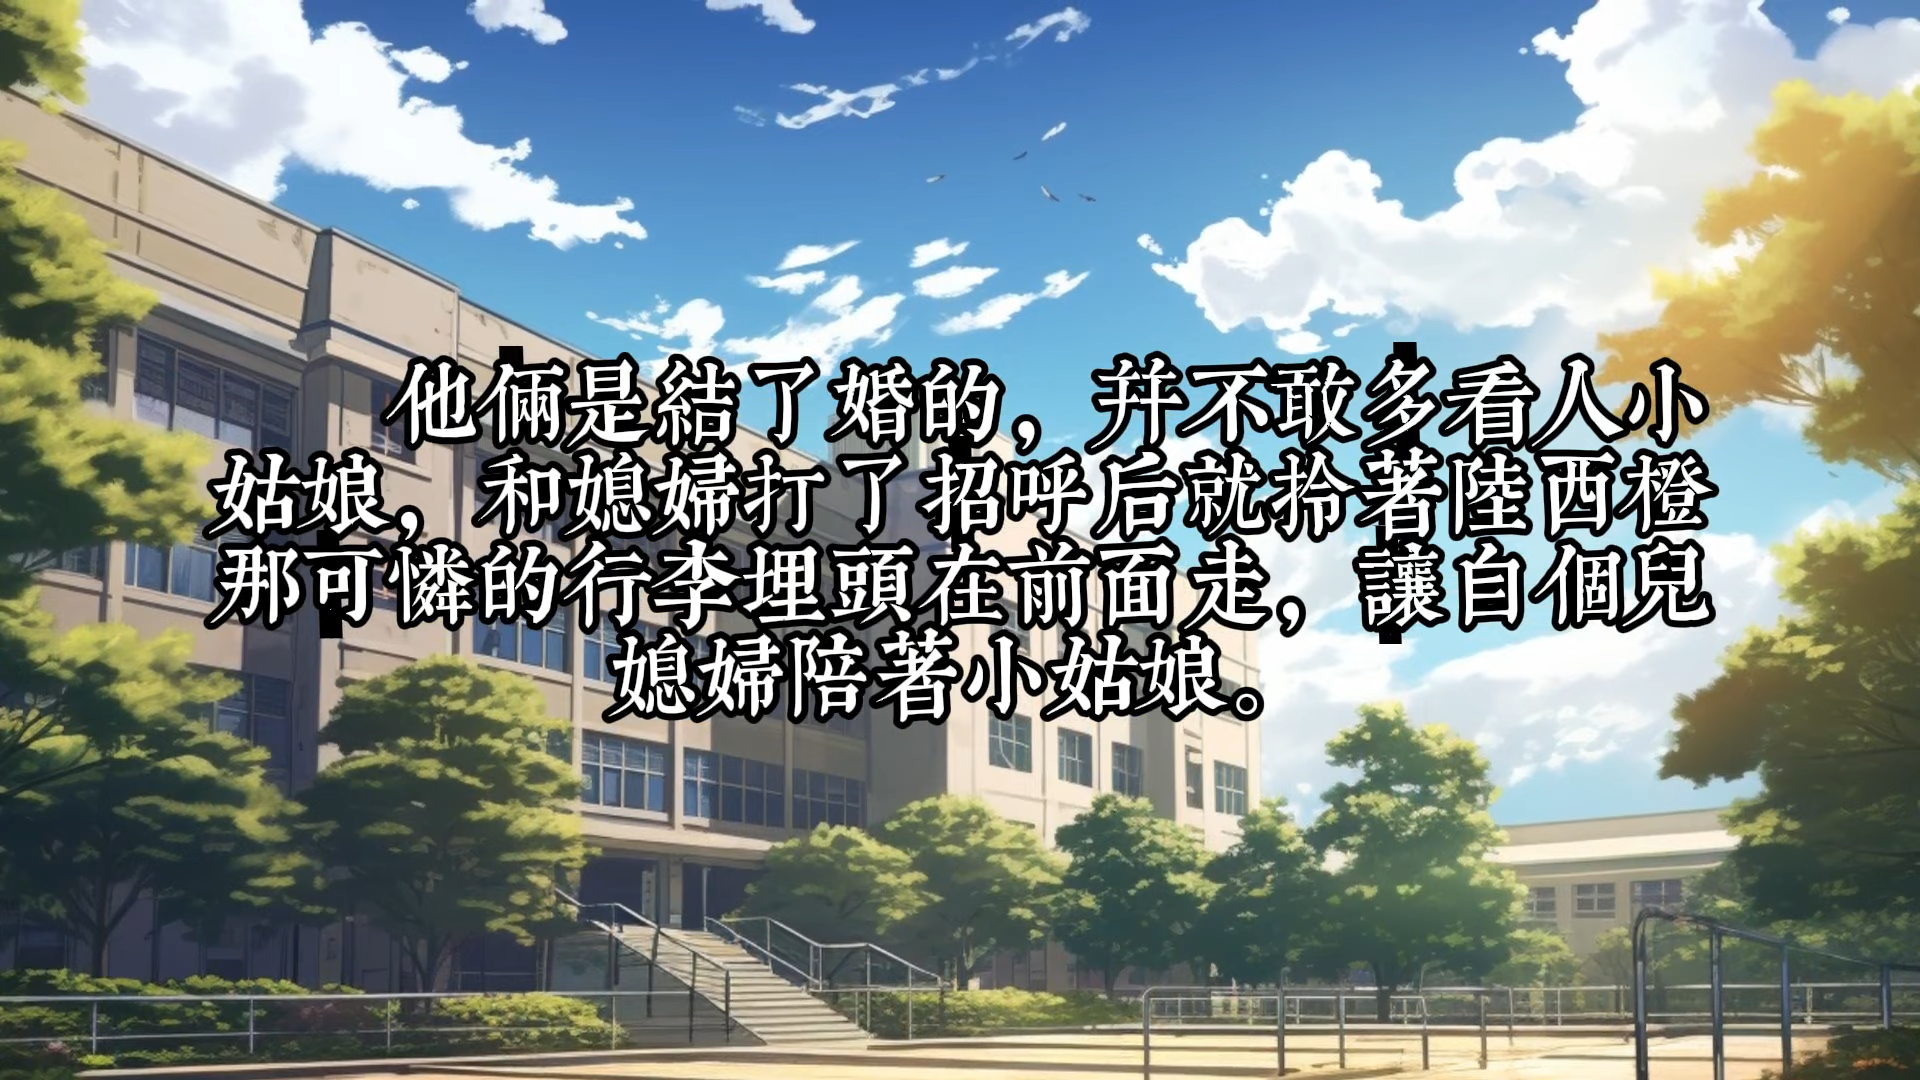 他倆是結了婚的，并不敢多看人小
姑娘，和媳婦打了招呼后就拎著陸西橙
那可憐的行李埋頭在前面走，讓自個兒
媳婦陪著小姑娘。